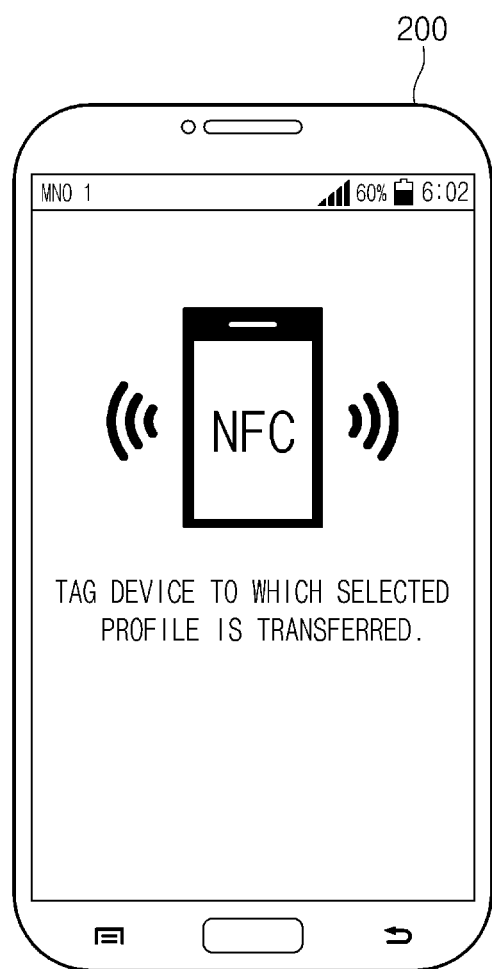 200
MNO 1 60% 6:02
NFC
TAG DEVICE TO WHICH SELECTED
PROFILE IS TRANSFERRED.